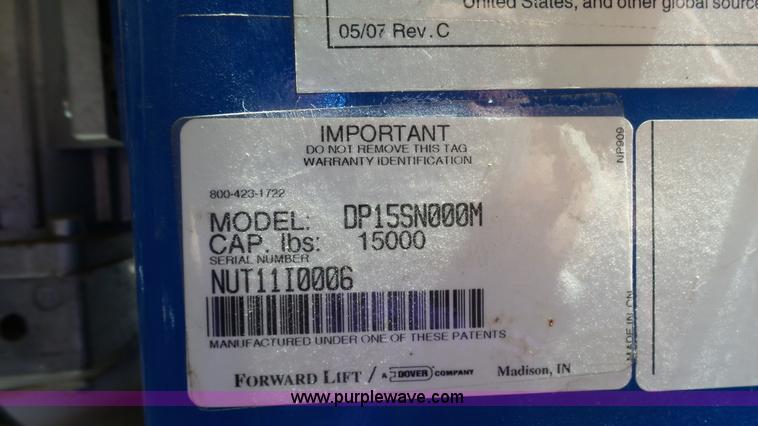 United States, and other global source
05/07 Rev. C
IMPORTANT
DO NOT REMOVE THIS TAG
WARRANTY IDENTIFICATION
NP909
800-423-1722
MODEL: DP15SN000M
CAP. lbs: 15000
SERIAL NUMBER
NUT11I0006
MANUFACTURED UNDER ONE OF THESE PATENTS
MADE IN CN
FORWARD LIFT / A DOVER COMPANY Madison, IN
www.purplewave.com